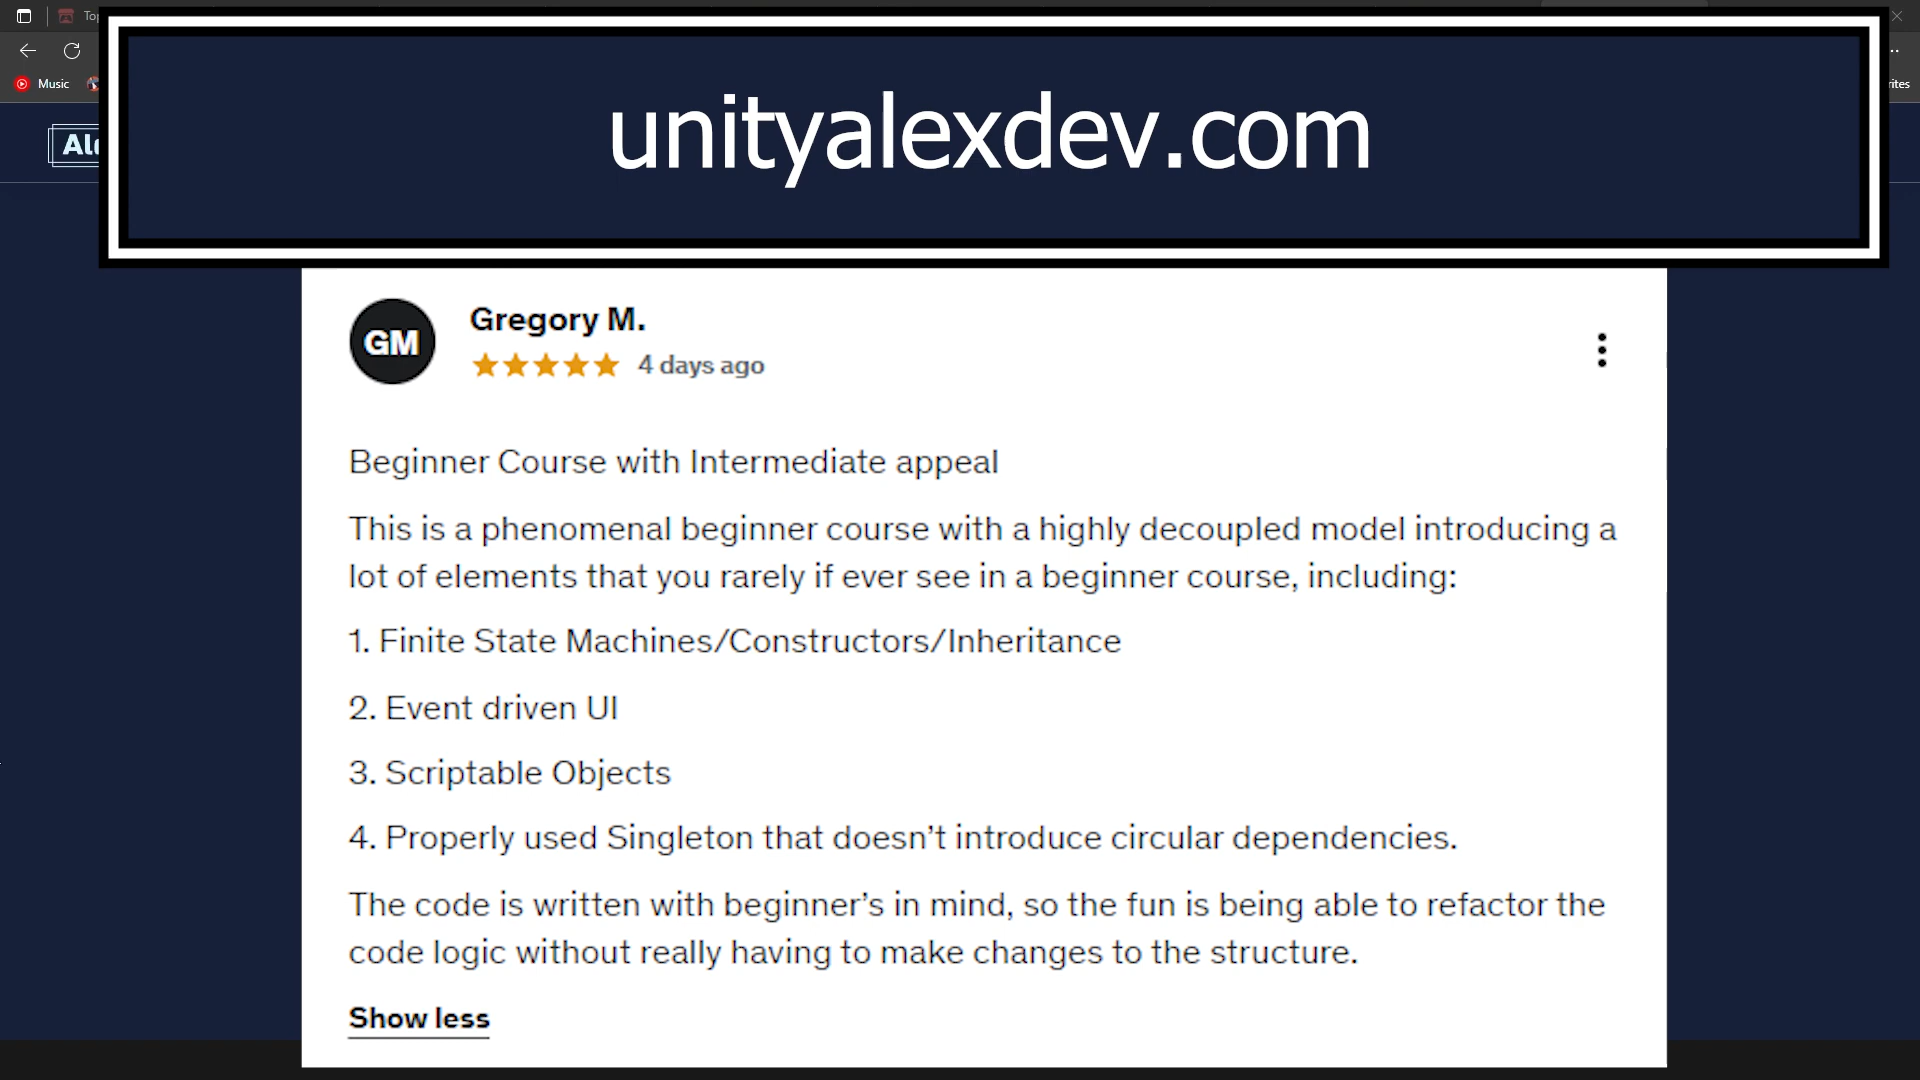 Top
unityalexdev.com
Music
rites
Al
GM
Gregory M.
4 days ago
Beginner Course with Intermediate appeal
This is a phenomenal beginner course with a highly decoupled model introducing a
lot of elements that you rarely if ever see in a beginner course, including:
1. Finite State Machines/Constructors/Inheritance
2. Event driven UI
3. Scriptable Objects
4. Properly used Singleton that doesn’t introduce circular dependencies.
The code is written with beginner’s in mind, so the fun is being able to refactor the
code logic without really having to make changes to the structure.
Show less